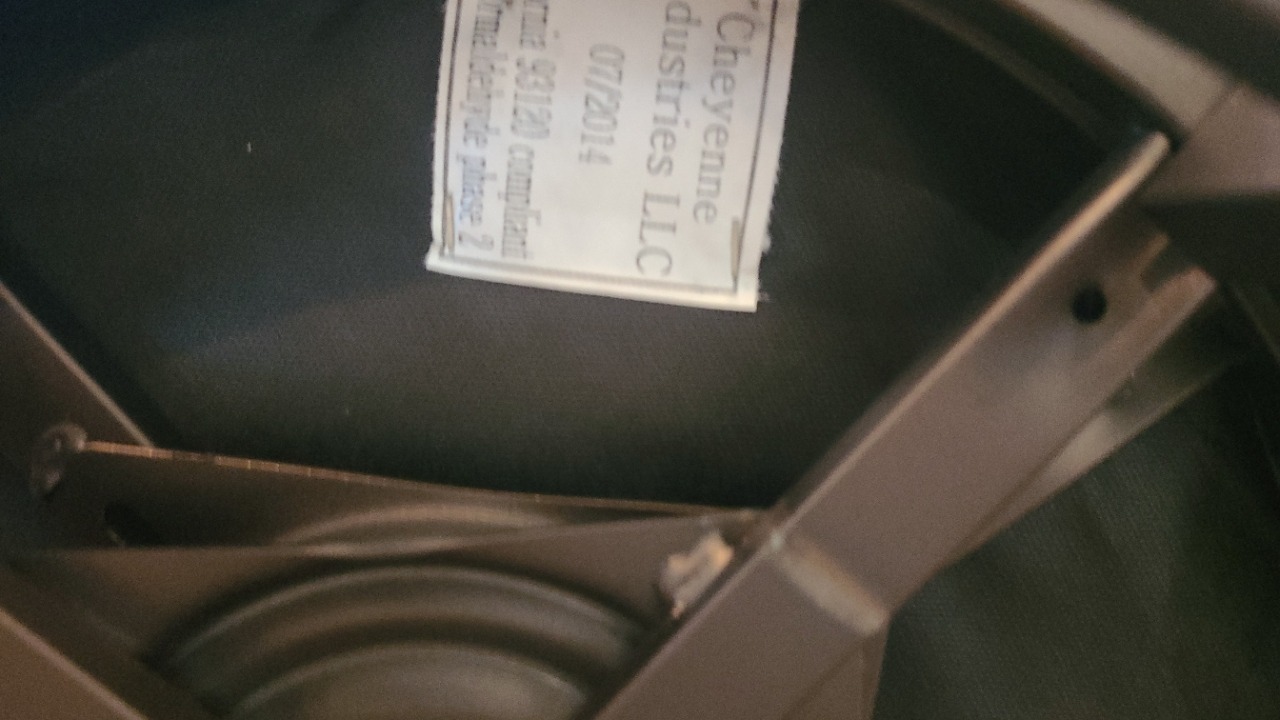 Cheyenne
dustries LLC
07/2014
rnia 93120 compliant
rmaldehyde phase 2